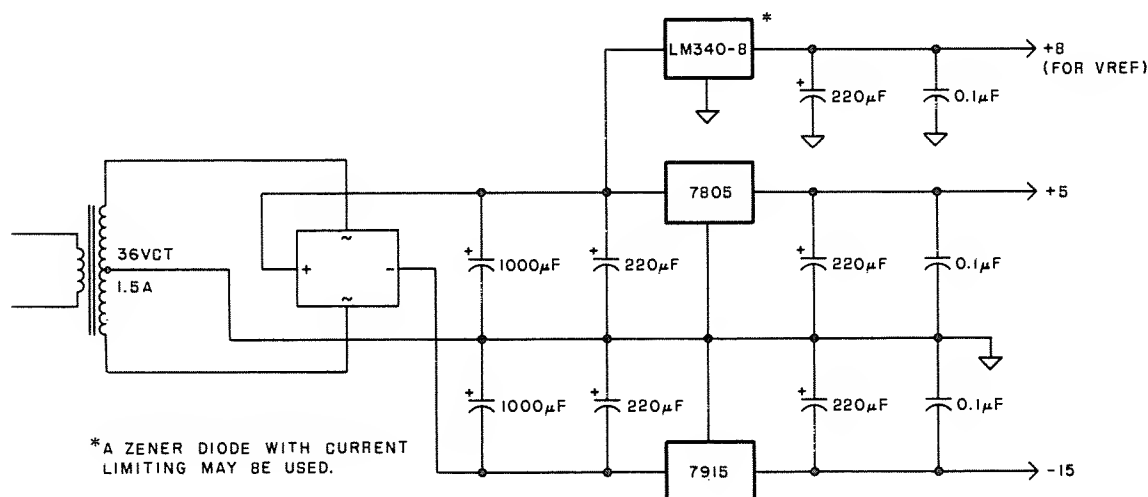 *
LM340-8
+8
(FOR VREF)
+
220µF
0.1µF
7805
+5
~
36VCT
+
-
1.5A
~
+
1000µF
+
220µF
+
220µF
0.1µF
+
1000µF
+
220µF
+
220µF
0.1µF
*A ZENER DIODE WITH CURRENT
LIMITING MAY BE USED.
7915
-15